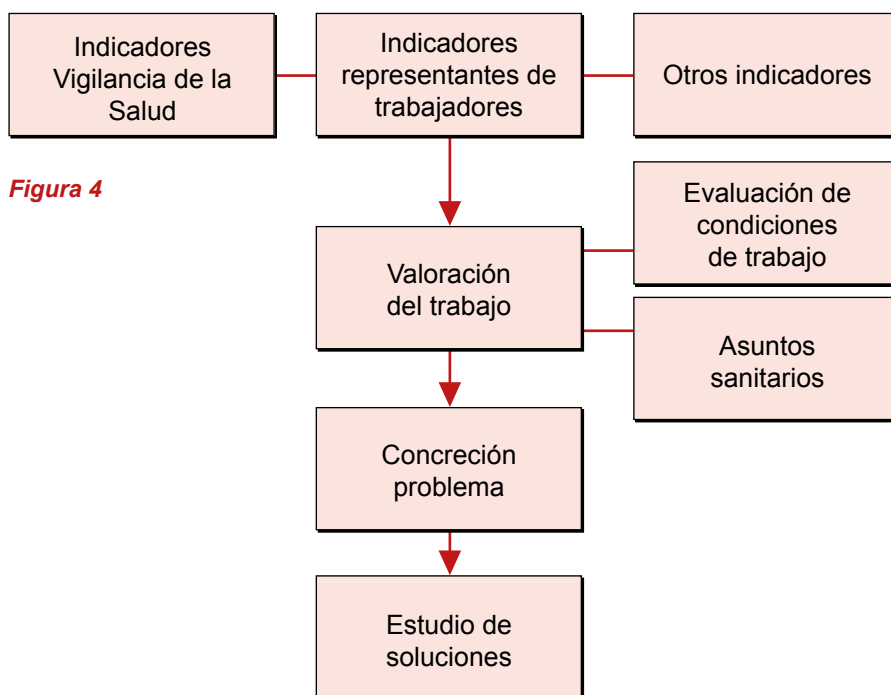 Indicadores
Vigilancia de la
Salud
Indicadores
representantes de
trabajadores
Otros indicadores
Figura 4
Evaluación de
condiciones
de trabajo
Valoración
del trabajo
Asuntos
sanitarios
Concreción
problema
Estudio de
soluciones